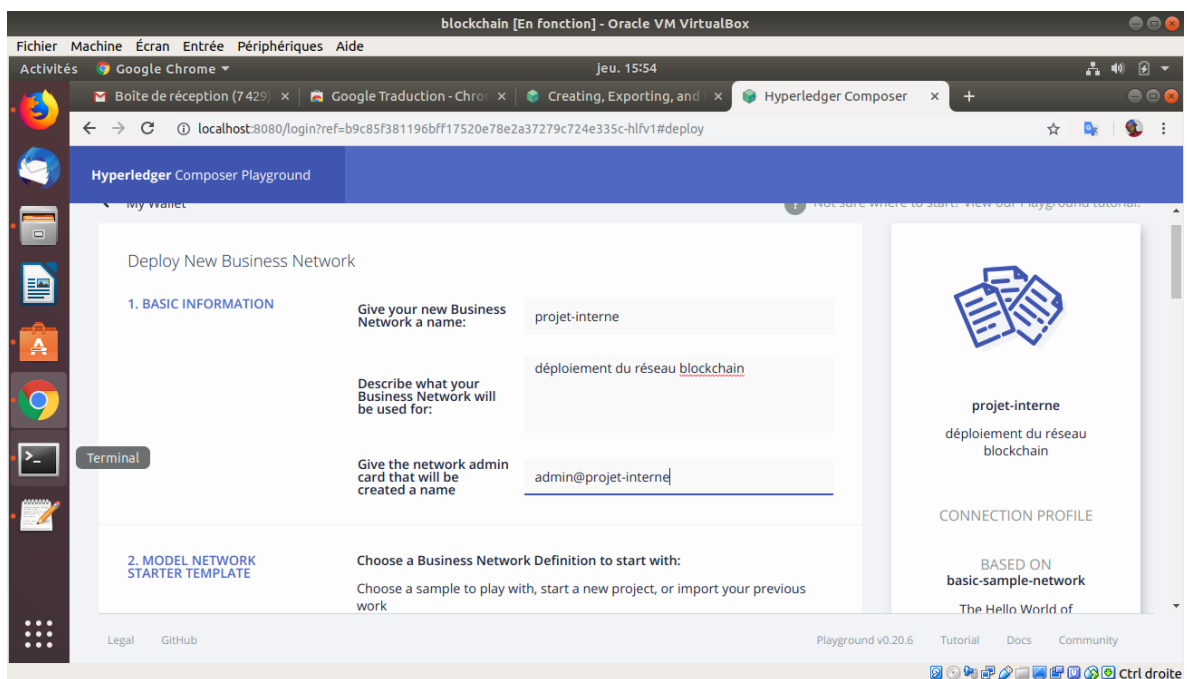 blockchain [En fonction] - Oracle VM VirtualBox
Fichier Machine Écran Entrée Périphériques Aide
Activités Google Chrome jeu. 15:54
Boîte de réception (7 429) Google Traduction - Chro Creating, Exporting, and Hyperledger Composer
localhost:8080/login?ref=b9c85f381196bff17520e78e2a37279c724e335c-hlfv1#deploy
Hyperledger Composer Playground
My Wallet
Not sure where to start? View our Playground tutorial.
Deploy New Business Network
1. BASIC INFORMATION
Give your new Business
Network a name:
projet-interne
Describe what your
Business Network will
be used for:
déploiement du réseau blockchain
Give the network admin
card that will be
created a name
admin@projet-interne
Terminal
2. MODEL NETWORK
STARTER TEMPLATE
Choose a Business Network Definition to start with:
Choose a sample to play with, start a new project, or import your previous
work
projet-interne
déploiement du réseau
blockchain
CONNECTION PROFILE
BASED ON
basic-sample-network
The Hello World of
Legal GitHub
Playground v0.20.6 Tutorial Docs Community
Ctrl droite